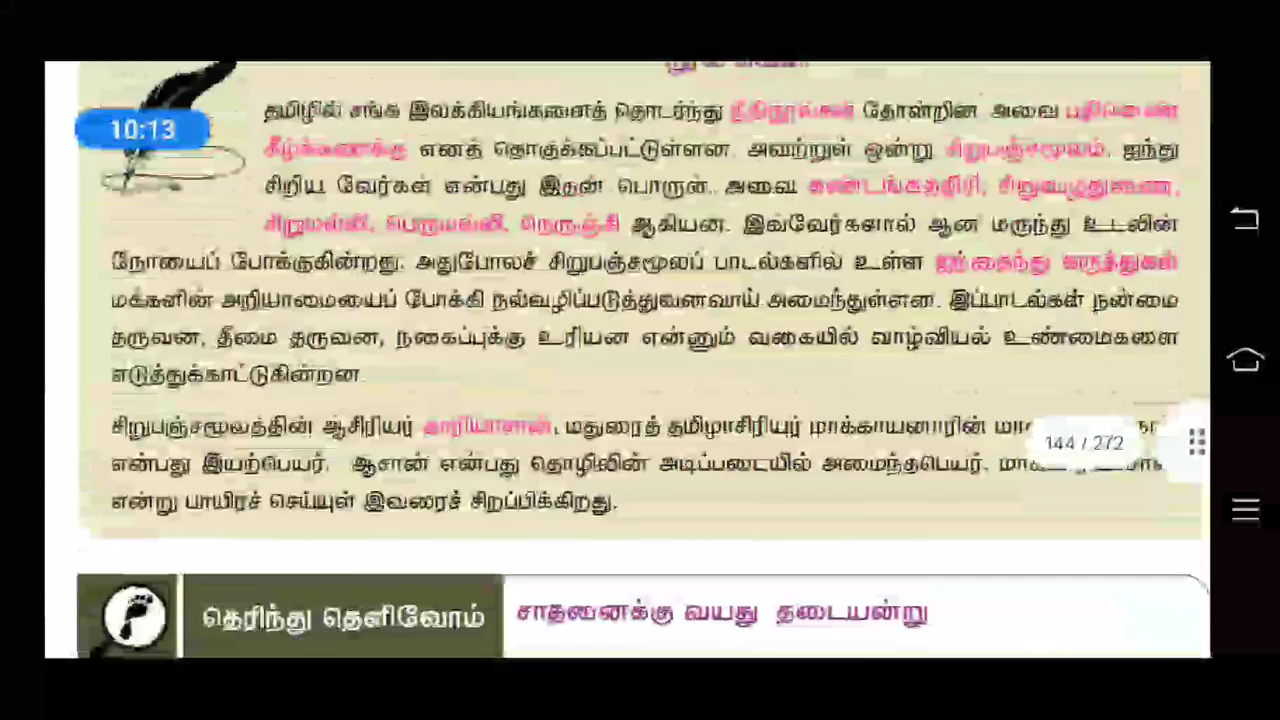 தமிழில் சங்க இலக்கியங்களைத் தொடர்ந்து நீதிநூல்கள் தோன்றின. அவை பதினெண்
10:13
கீழ்க்கணக்கு எனத் தொகுக்கப்பட்டுள்ளன. அவற்றுள் ஒன்று சிறுபஞ்சமூலம். ஐந்து
சிறிய வேர்கள் என்பது இதன் பொருள். அவை கண்டங்கத்திரி, சிறுவழுதுணை,
சிறுமல்லி, பெருமல்லி, நெருஞ்சி ஆகியன. இவ்வேர்களால் ஆன மருந்து உடலின்
நோயைப் போக்குகின்றது. அதுபோலச் சிறுபஞ்சமூலப் பாடல்களில் உள்ள ஐந்தைந்து கருத்துகள்
மக்களின் அறியாமையைப் போக்கி நல்வழிப்படுத்துவனவாய் அமைந்துள்ளன. இப்பாடல்கள் நன்மை
தருவன, தீமை தருவன, நகைப்புக்கு உரியன என்னும் வகையில் வாழ்வியல் உண்மைகளை
எடுத்துக்காட்டுகின்றன.
சிறுபஞ்சமூலத்தின் ஆசிரியர் காரியாசான், மதுரைத் தமிழாசிரியர் மாக்காயனாரின்
144 / 272
என்பது இயற்பெயர். ஆசான் என்பது தொழிலின் அடிப்படையில் அமைந்தபெயர்.
என்று பாயிரச் செய்யுள் இவரைச் சிறப்பிக்கிறது.
தெரிந்து தெளிவோம் சாதனைக்கு வயது தடையன்று